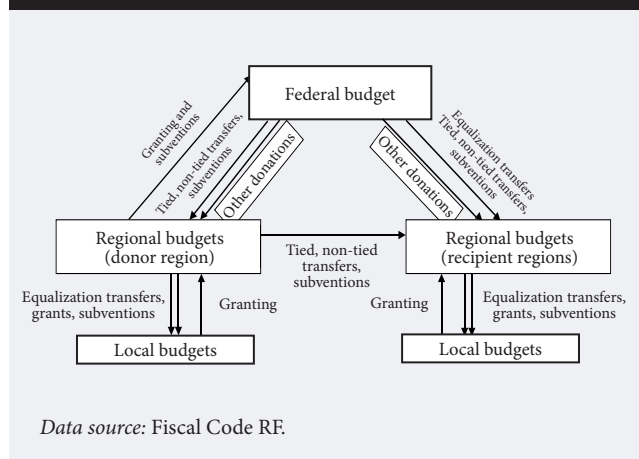 Federal budget
Granting and
subventions
Tied, non-tied transfers,
subventions
Other donations
Other donations
Equalization transfers
Tied, non-tied transfers,
subventions
Regional budgets
(donor region)
Tied, non-tied
transfers,
subventions
Regional budgets
(recipient regions)
Equalization transfers,
grants, subventions
Granting
Granting
Equalization transfers,
grants, subventions
Local budgets
Local budgets
Data source: Fiscal Code RF.